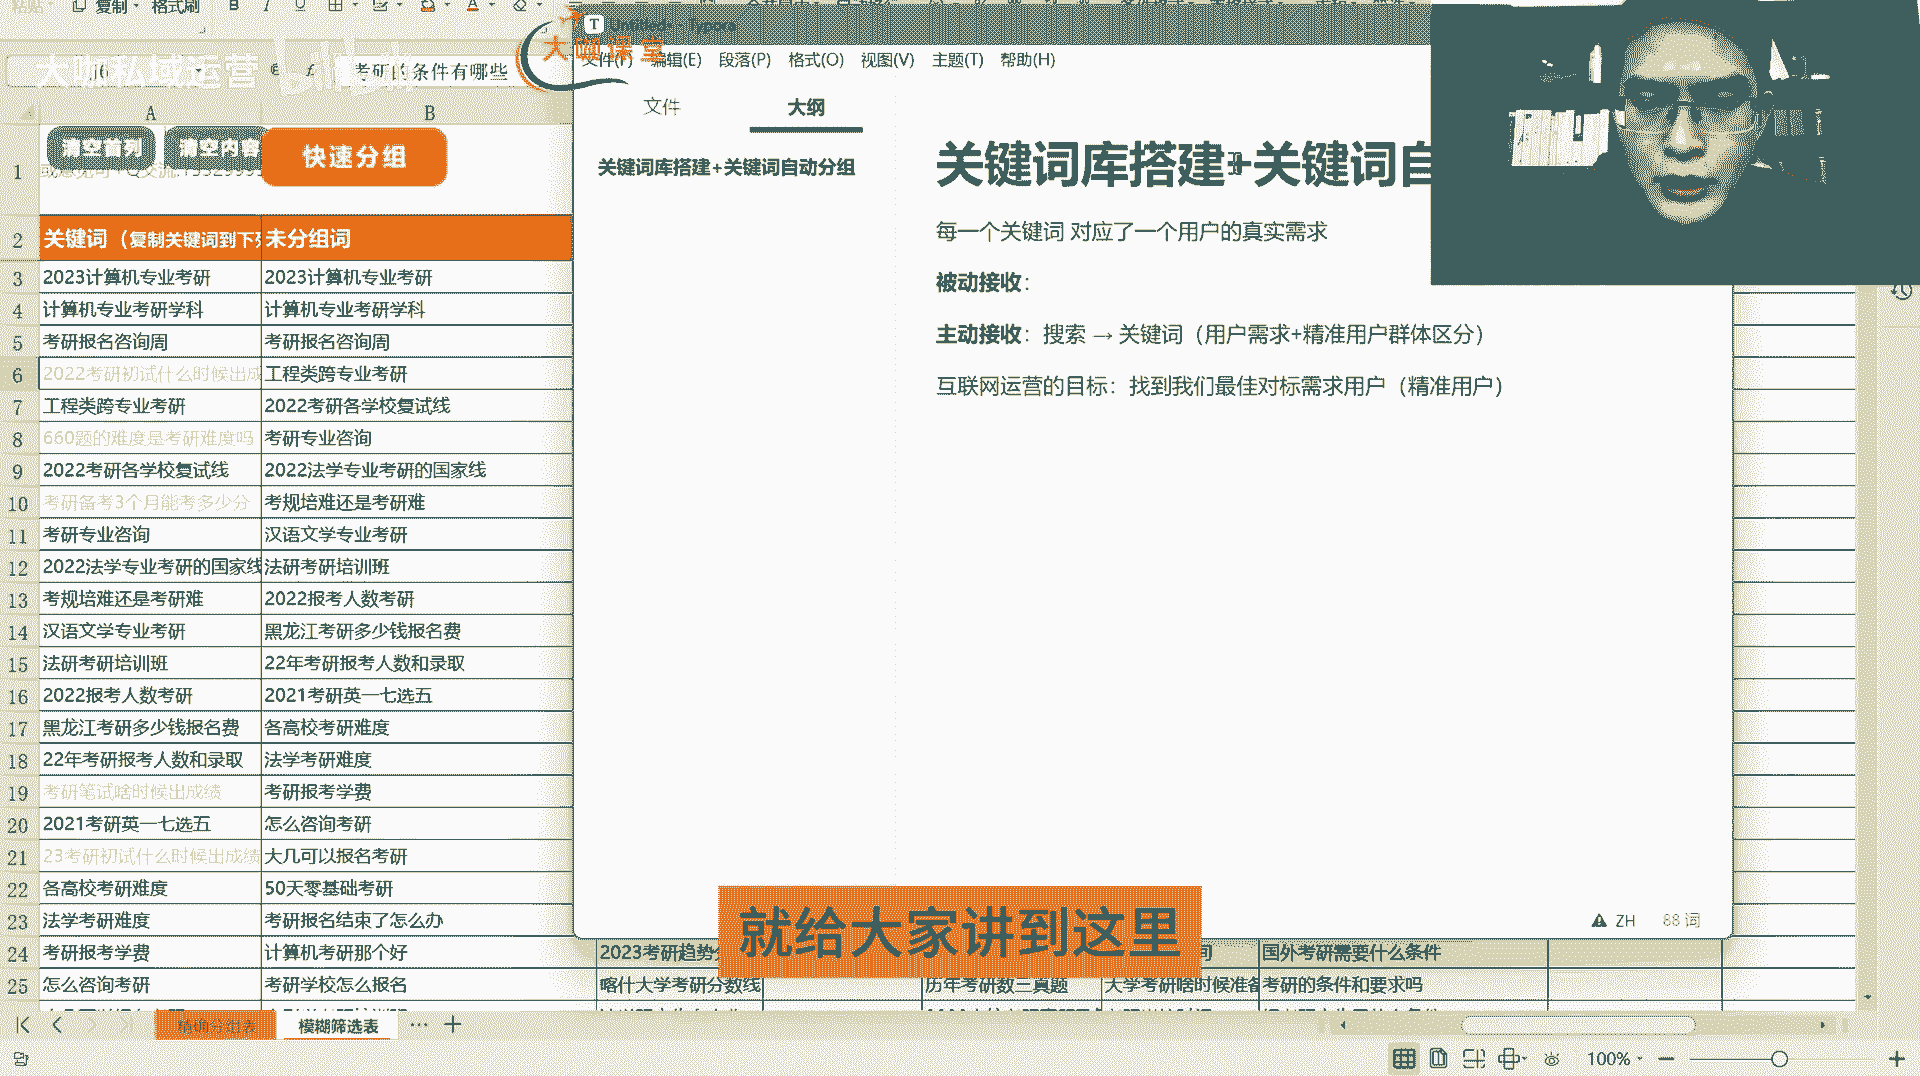 粘贴 复制 格式刷 B I U A
T Untitled - Typora
大咖课堂
大咖私域运营 bilibili
fx 考研的条件有哪些
文件(F) 编辑(E) 段落(P) 格式(O) 视图(V) 主题(T) 帮助(H)
A B
文件 大纲
清空首列 清空内容 快速分组
关键词库搭建+关键词自动分组
关键词库搭建+关键词自
每一个关键词 对应了一个用户的真实需求
被动接收：
主动接收：搜索 → 关键词（用户需求+精准用户群体区分）
互联网运营的目标：找到我们最佳对标需求用户（精准用户）
1
2 关键词（复制关键词到下列 未分组词
3 2023计算机专业考研 2023计算机专业考研
4 计算机专业考研学科 计算机专业考研学科
5 考研报名咨询周 考研报名咨询周
6 2022考研初试什么时候出成 工程类跨专业考研
7 工程类跨专业考研 2022考研各学校复试线
8 660题的难度是考研难度吗 考研专业咨询
9 2022考研各学校复试线 2022法学专业考研的国家线
10 考研备考3个月能考多少分 考规培难还是考研难
11 考研专业咨询 汉语文学专业考研
12 2022法学专业考研的国家线 法研考研培训班
13 考规培难还是考研难 2022报考人数考研
14 汉语文学专业考研 黑龙江考研多少钱报名费
15 法研考研培训班 22年考研报考人数和录取
16 2022报考人数考研 2021考研英一七选五
17 黑龙江考研多少钱报名费 各高校考研难度
18 22年考研报考人数和录取 法学考研难度
19 考研笔试啥时候出成绩 考研报考学费
20 2021考研英一七选五 怎么咨询考研
21 23考研初试什么时候出成绩 大几可以报名考研
22 各高校考研难度 50天零基础考研
23 法学考研难度 考研报名结束了怎么办
24 考研报考学费 计算机考研那个好 2023考研趋势分 国外考研需要什么条件
25 怎么咨询考研 考研学校怎么报名 喀什大学考研分数线 历年考研数三真题 大学考研啥时候准备 考研的条件和要求吗
ZH 88 词
就给大家讲到这里
精确分组表 模糊筛选表 ··· +
100% − +